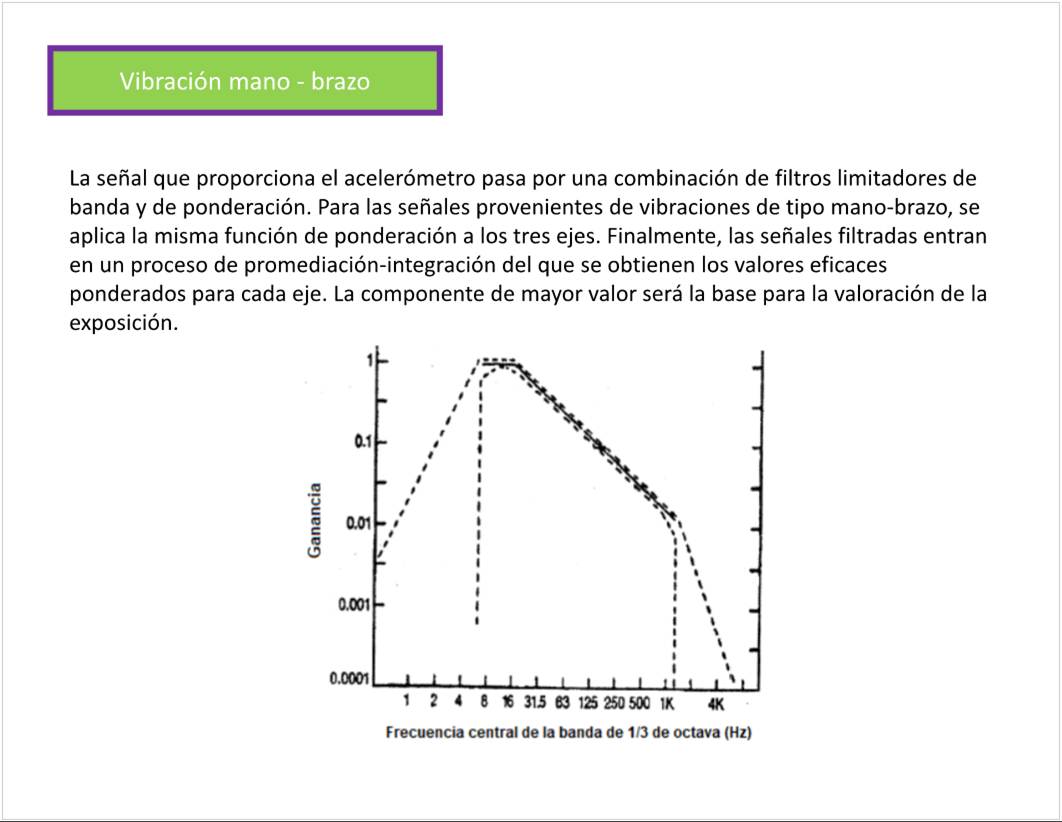 Vibración mano - brazo
La señal que proporciona el acelerómetro pasa por una combinación de filtros limitadores de
banda y de ponderación. Para las señales provenientes de vibraciones de tipo mano-brazo, se
aplica la misma función de ponderación a los tres ejes. Finalmente, las señales filtradas entran
en un proceso de promediación-integración del que se obtienen los valores eficaces
ponderados para cada eje. La componente de mayor valor será la base para la valoración de la
exposición.
1
0.1
Ganancia
0.01
0.001
0.0001
1 2 4 8 16 31.5 63 125 250 500 1K 4K
Frecuencia central de la banda de 1/3 de octava (Hz)